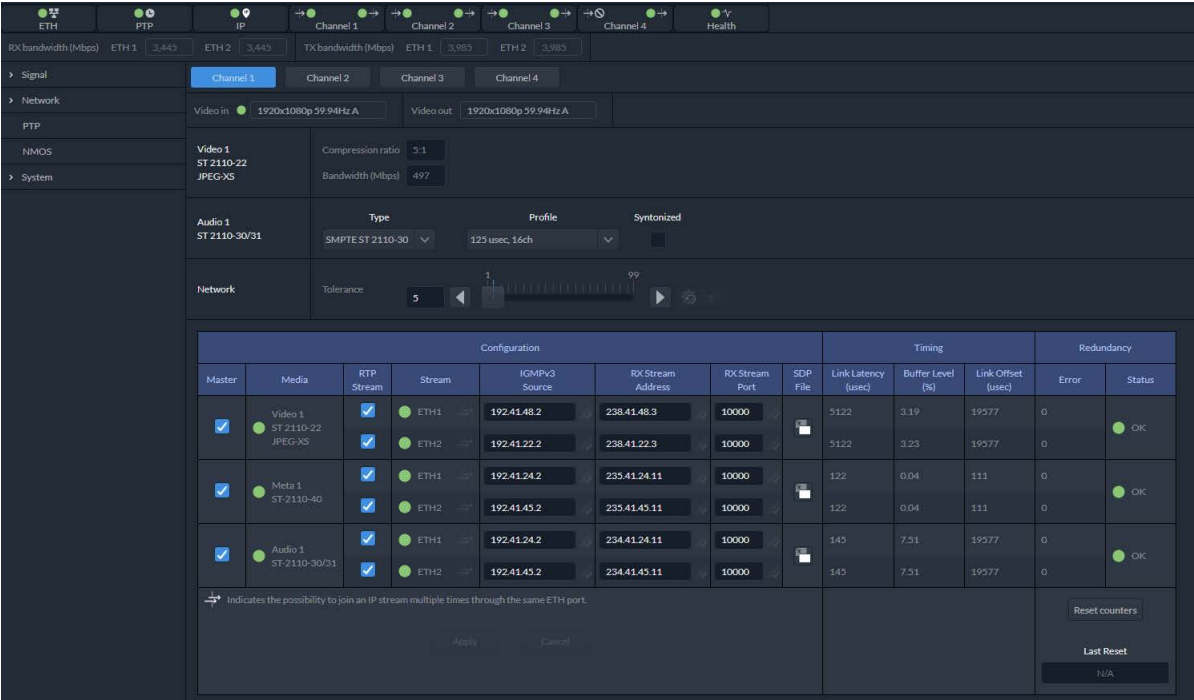 ETH PTP IP Channel 1 Channel 2 Channel 3 Channel 4 Health
RX bandwidth (Mbps) ETH 1 3,445 ETH 2 3,445 TX bandwidth (Mbps) ETH 1 3,985 ETH 2 3,985
Signal
Network
PTP
NMOS
System
Channel 1 Channel 2 Channel 3 Channel 4
Video in 1920x1080p 59.94Hz A Video out 1920x1080p 59.94Hz A
Video 1
ST 2110-22
JPEG-XS
Compression ratio 5:1
Bandwidth (Mbps) 497
Audio 1
ST 2110-30/31
Type Profile Syntonized
SMPTE ST 2110-30 125 usec, 16ch
Network Tolerance 5 1 99
Configuration Timing Redundancy
Master Media RTP Stream Stream IGMPv3 Source RX Stream Address RX Stream Port SDP File Link Latency (usec) Buffer Level (%) Link Offset (usec) Error Status
Video 1
ST 2110-22
JPEG-XS
ETH1 192.41.48.2 238.41.48.3 10000 5122 3.19 19577 0
ETH2 192.41.22.2 238.41.22.3 10000 5122 3.23 19577 0
OK
Meta 1
ST-2110-40
ETH1 192.41.24.2 235.41.24.11 10000 122 0.04 111 0
ETH2 192.41.45.2 235.41.45.11 10000 122 0.04 111 0
OK
Audio 1
ST-2110-30/31
ETH1 192.41.24.2 234.41.24.11 10000 145 7.51 19577 0
ETH2 192.41.45.2 234.41.45.11 10000 145 7.51 19577 0
OK
Indicates the possibility to join an IP stream multiple times through the same ETH port.
Apply Cancel
Reset counters
Last Reset
N/A